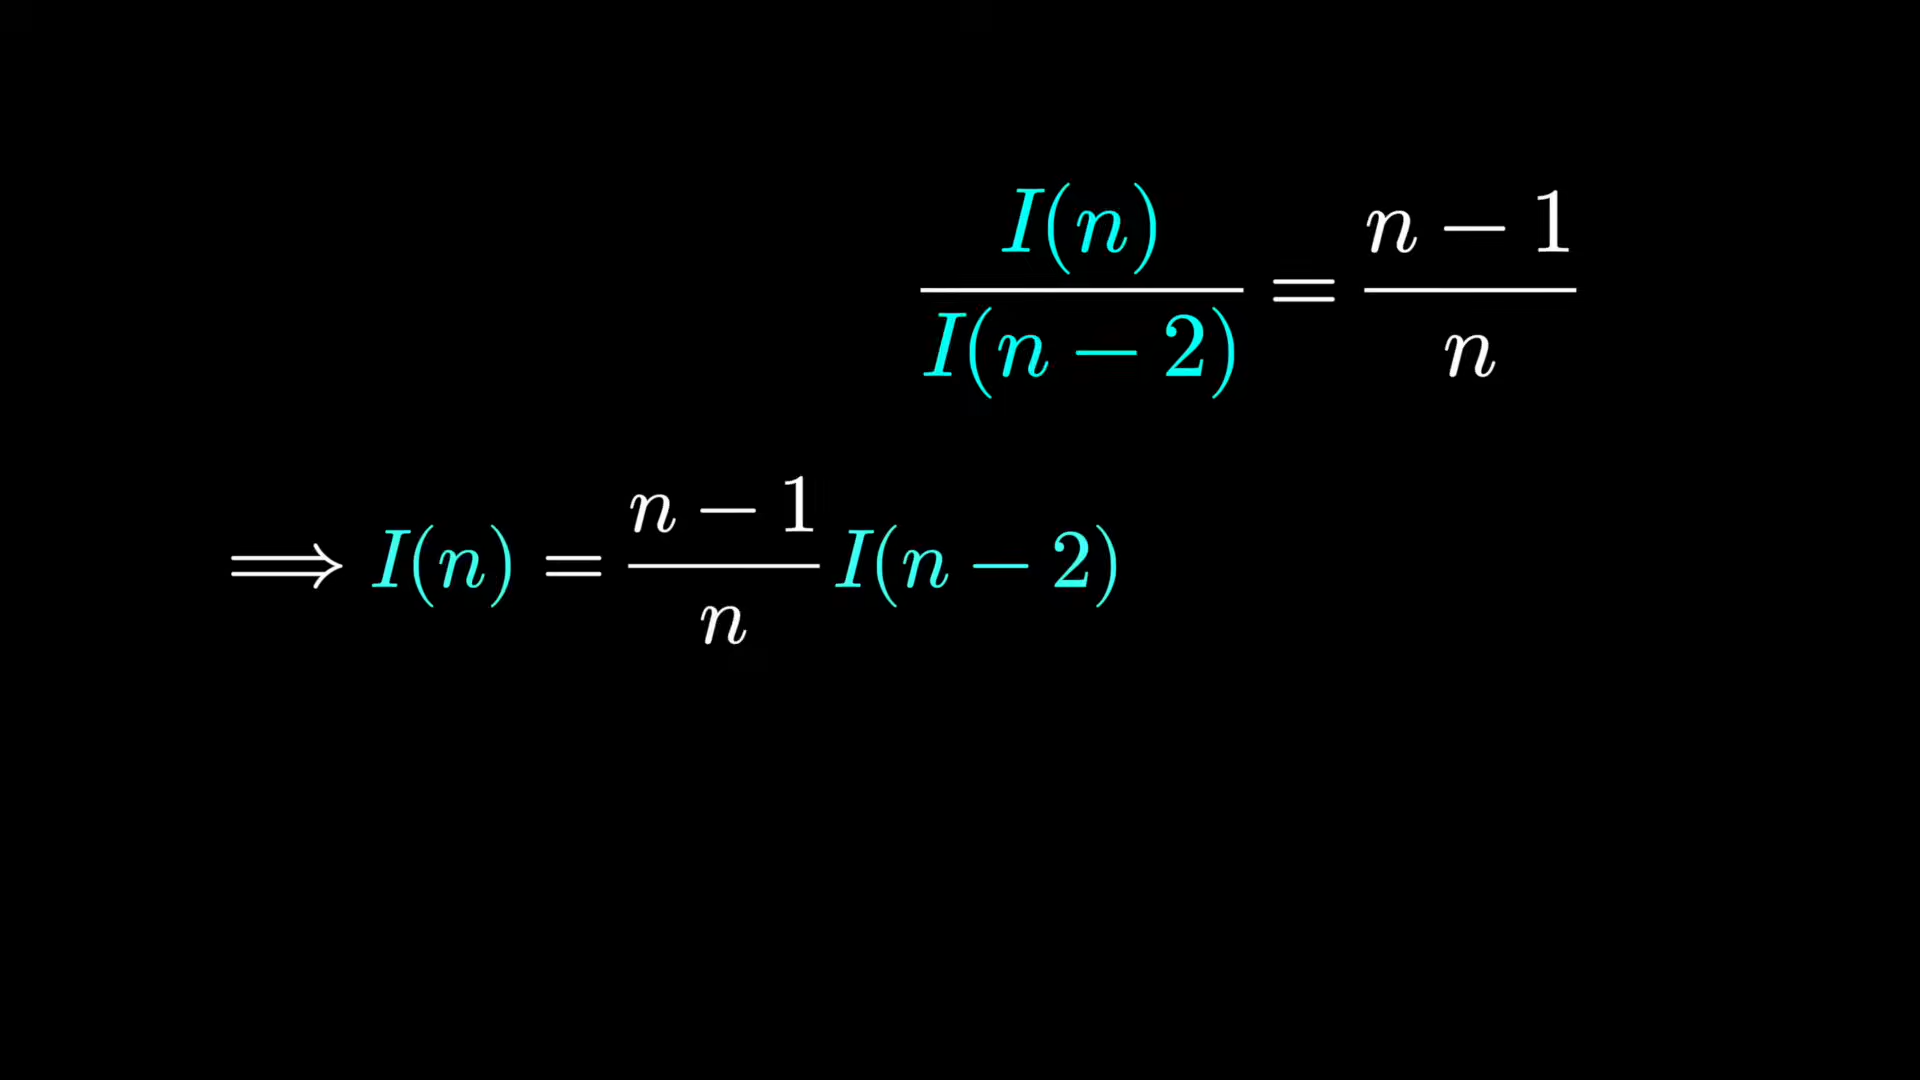 I(n) / I(n − 2) = n − 1 / n
⟹ I(n) = n − 1 / n I(n − 2)